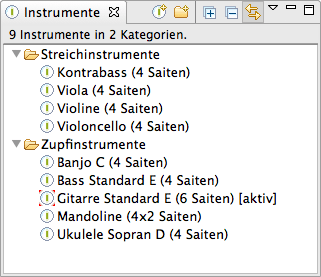 Instrumente
9 Instrumente in 2 Kategorien.
Streichinstrumente
Kontrabass (4 Saiten)
Viola (4 Saiten)
Violine (4 Saiten)
Violoncello (4 Saiten)
Zupfinstrumente
Banjo C (4 Saiten)
Bass Standard E (4 Saiten)
Gitarre Standard E (6 Saiten) [aktiv]
Mandoline (4x2 Saiten)
Ukulele Sopran D (4 Saiten)